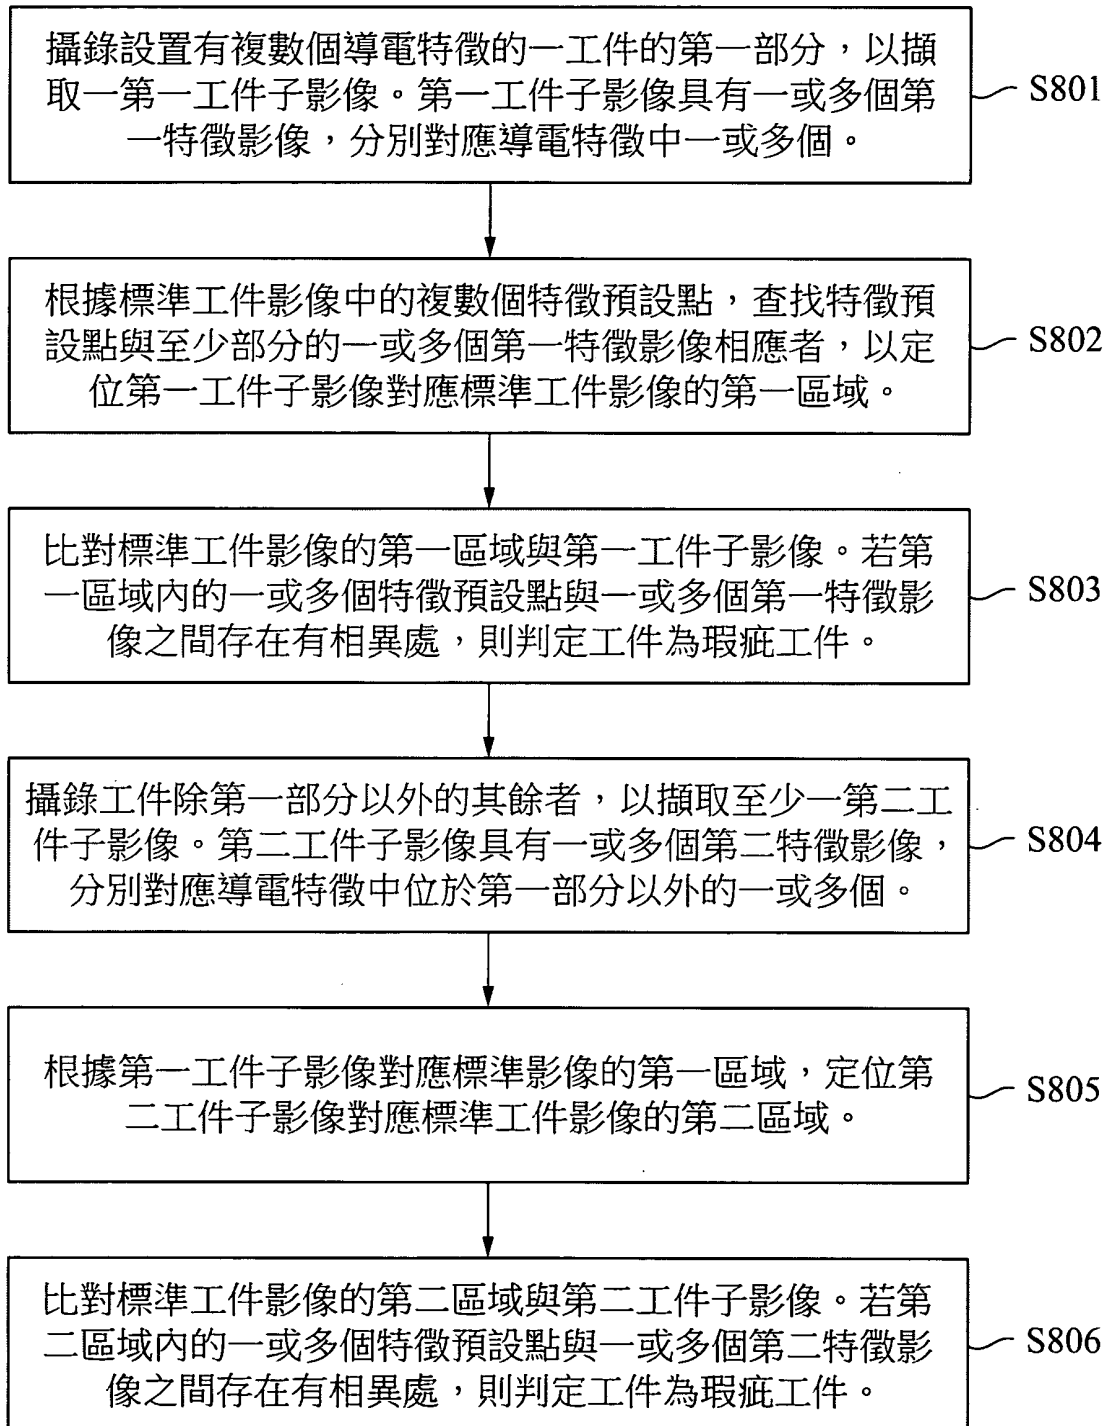 攝錄設置有複數個導電特徵的一工件的第一部分，以擷
取一第一工件子影像。第一工件子影像具有一或多個第
一特徵影像，分別對應導電特徵中一或多個。
S801
根據標準工件影像中的複數個特徵預設點，查找特徵預
設點與至少部分的一或多個第一特徵影像相應者，以定
位第一工件子影像對應標準工件影像的第一區域。
S802
比對標準工件影像的第一區域與第一工件子影像。若第
一區域內的一或多個特徵預設點與一或多個第一特徵影
像之間存在有相異處，則判定工件為瑕疵工件。
S803
攝錄工件除第一部分以外的其餘者，以擷取至少一第二工
件子影像。第二工件子影像具有一或多個第二特徵影像，
分別對應導電特徵中位於第一部分以外的一或多個。
S804
根據第一工件子影像對應標準影像的第一區域，定位第
二工件子影像對應標準工件影像的第二區域。
S805
比對標準工件影像的第二區域與第二工件子影像。若第
二區域內的一或多個特徵預設點與一或多個第二特徵影
像之間存在有相異處，則判定工件為瑕疵工件。
S806